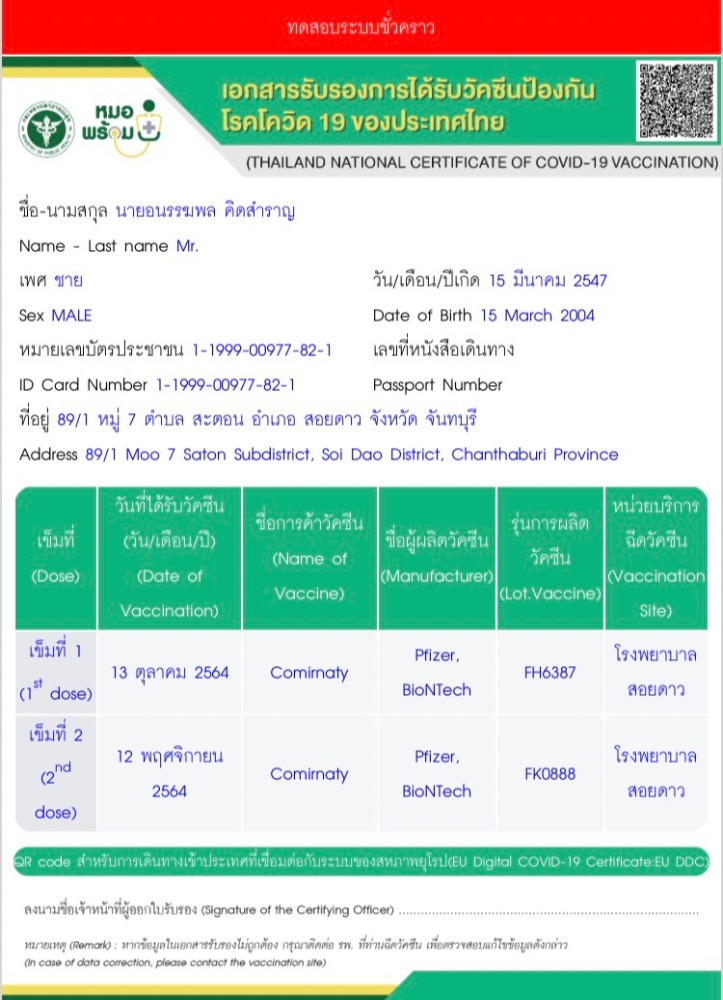 ทดสอบระบบชั่วคราว
หมอ
พร้อม
เอกสารรับรองการได้รับวัคซีนป้องกัน
โรคโควิด 19 ของประเทศไทย
(THAILAND NATIONAL CERTIFICATE OF COVID-19 VACCINATION)
ชื่อ-นามสกุล นายอนรรฆพล คิดสำราญ
Name - Last name Mr.
เพศ ชาย วัน/เดือน/ปีเกิด 15 มีนาคม 2547
Sex MALE Date of Birth 15 March 2004
หมายเลขบัตรประชาชน 1-1999-00977-82-1 เลขที่หนังสือเดินทาง
ID Card Number 1-1999-00977-82-1 Passport Number
ที่อยู่ 89/1 หมู่ 7 ตำบล สะตอน อำเภอ สอยดาว จังหวัด จันทบุรี
Address 89/1 Moo 7 Saton Subdistrict, Soi Dao District, Chanthaburi Province
เข็มที่
(Dose)
วันที่ได้รับวัคซีน
(วัน/เดือน/ปี)
(Date of
Vaccination)
ชื่อการค้าวัคซีน
(Name of
Vaccine)
ชื่อผู้ผลิตวัคซีน
(Manufacturer)
รุ่นการผลิต
วัคซีน
(Lot.Vaccine)
หน่วยบริการ
ฉีดวัคซีน
(Vaccination
Site)
เข็มที่ 1
(1st dose)
13 ตุลาคม 2564
Comirnaty
Pfizer,
BioNTech
FH6387
โรงพยาบาล
สอยดาว
เข็มที่ 2
(2nd
dose)
12 พฤศจิกายน
2564
Comirnaty
Pfizer,
BioNTech
FK0888
โรงพยาบาล
สอยดาว
QR code สำหรับการเดินทางเข้าประเทศที่เชื่อมต่อกับระบบของสหภาพยุโรป(EU Digital COVID-19 Certificate:EU DDC)
ลงนามชื่อเจ้าหน้าที่ผู้ออกใบรับรอง (Signature of the Certifying Officer) ........................................................................
หมายเหตุ (Remark) : หากข้อมูลในเอกสารรับรองไม่ถูกต้อง กรุณาติดต่อ รพ. ที่ท่านฉีดวัคซีน เพื่อตรวจสอบแก้ไขข้อมูลดังกล่าว
(In case of data correction, please contact the vaccination site)